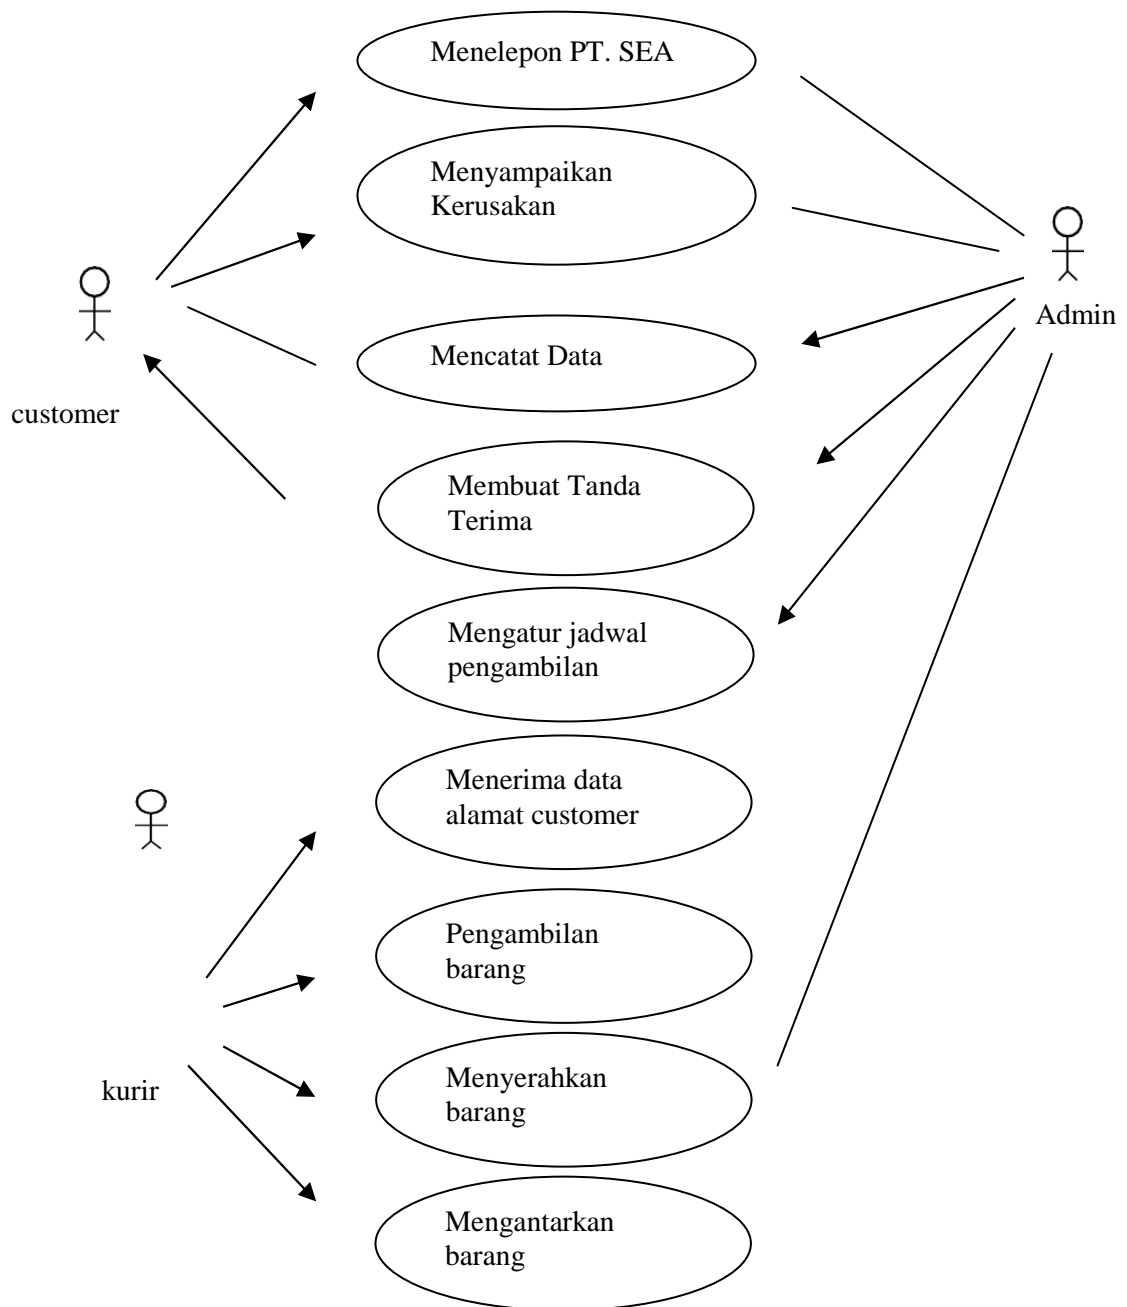 Menelepon PT. SEA
Menyampaikan
Kerusakan
Admin
Mencatat Data
customer
Membuat Tanda
Terima
Mengatur jadwal
pengambilan
Menerima data
alamat customer
Pengambilan
barang
Menyerahkan
barang
kurir
Mengantarkan
barang